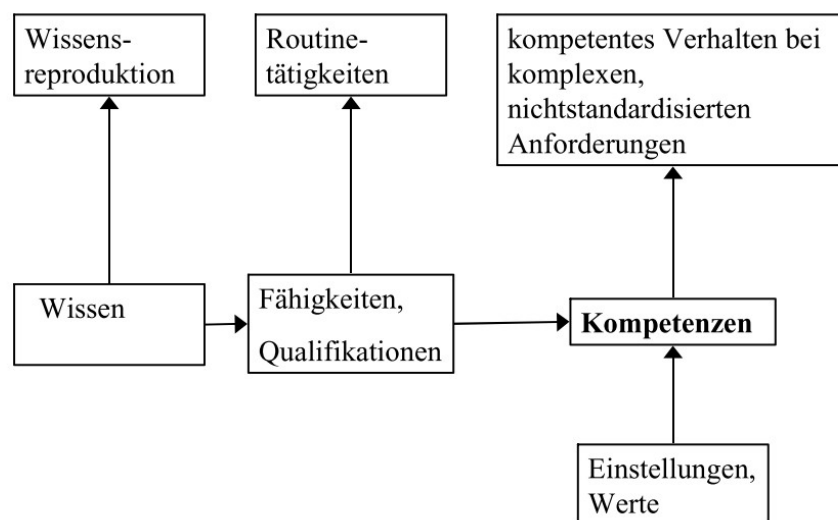 Wissens-
reproduktion
Routine-
tätigkeiten
kompetentes Verhalten bei
komplexen,
nichtstandardisierten
Anforderungen
Wissen
Fähigkeiten,
Qualifikationen
Kompetenzen
Einstellungen,
Werte